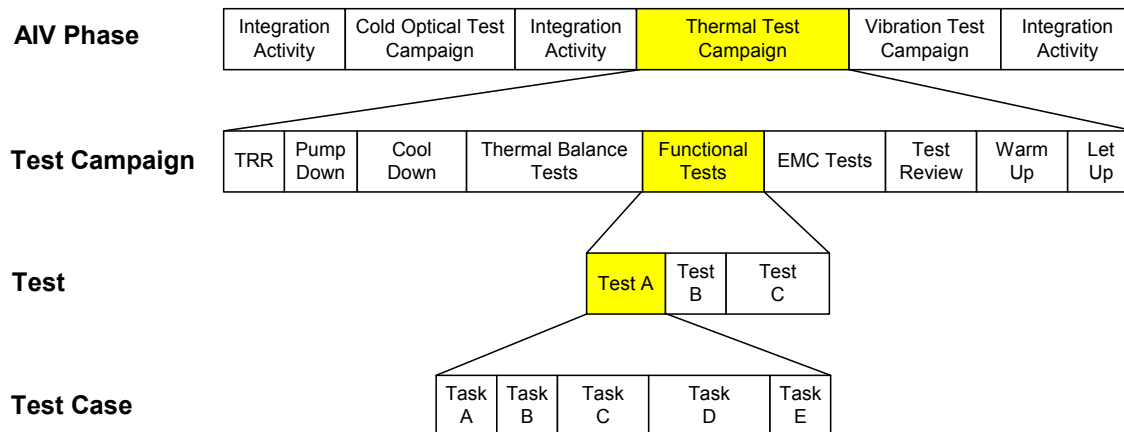 AIV Phase
Integration Activity
Cold Optical Test Campaign
Integration Activity
Thermal Test Campaign
Vibration Test Campaign
Integration Activity
Test Campaign
TRR
Pump Down
Cool Down
Thermal Balance Tests
Functional Tests
EMC Tests
Test Review
Warm Up
Let Up
Test
Test A
Test B
Test C
Test Case
Task A
Task B
Task C
Task D
Task E